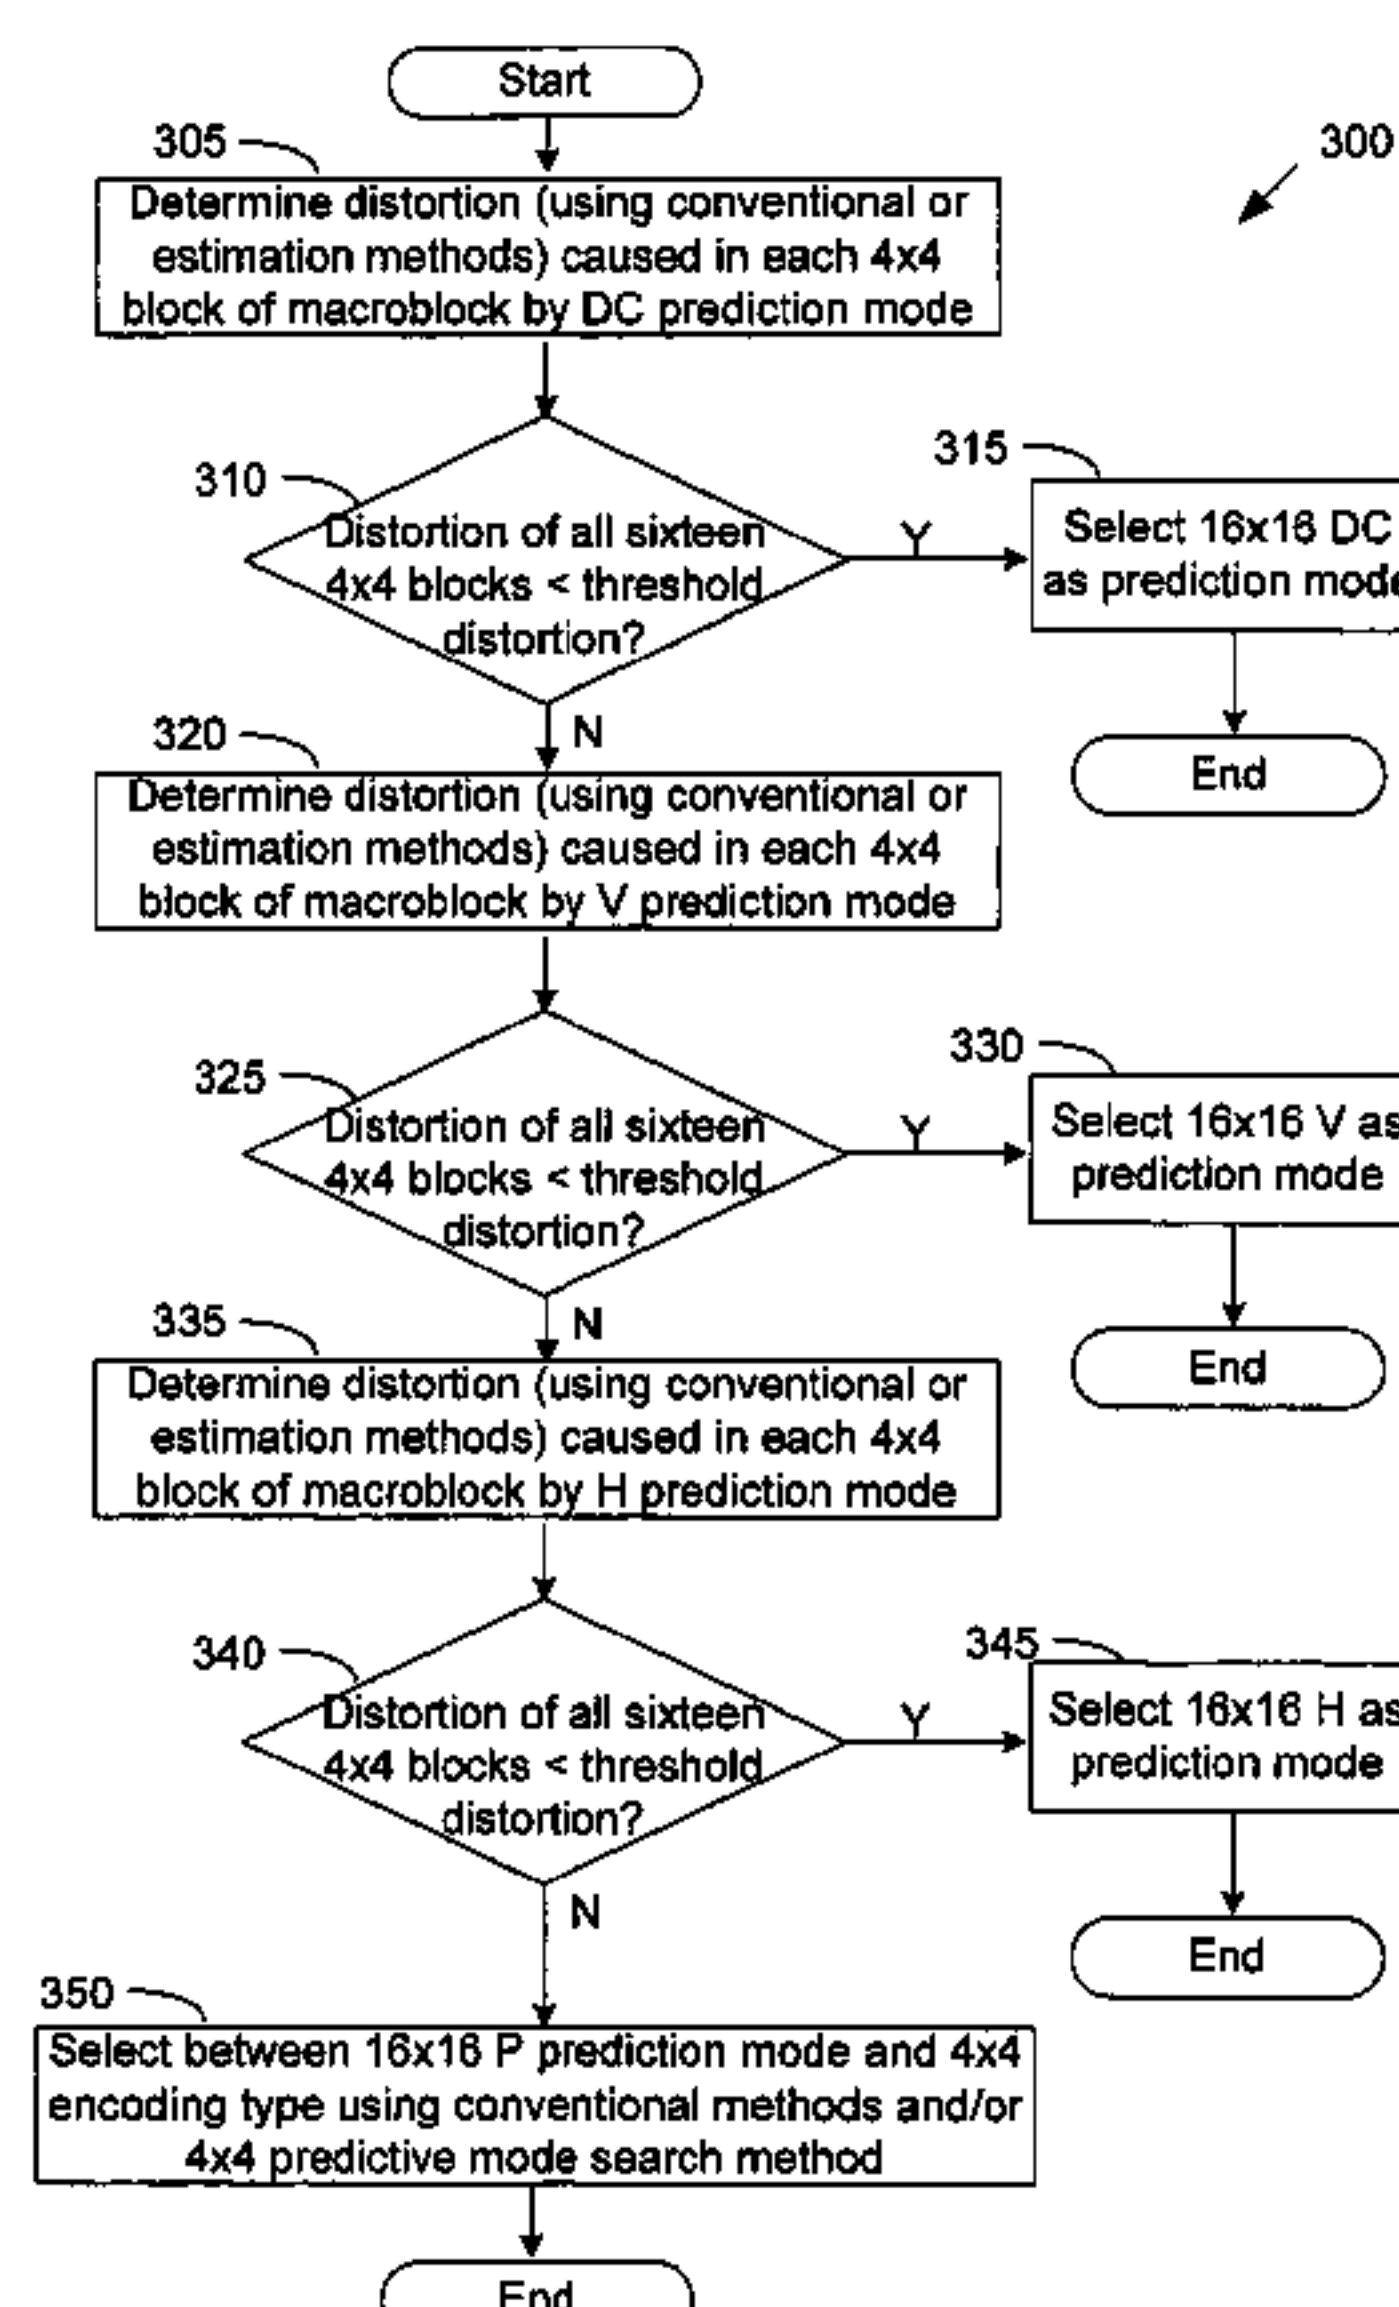 Start
305
300
Determine distortion (using conventional or
estimation methods) caused in each 4x4
block of macroblock by DC prediction mode
310
Distortion of all sixteen
4x4 blocks < threshold
distortion?
Y
315
Select 16x16 DC
as prediction mode
End
N
320
Determine distortion (using conventional or
estimation methods) caused in each 4x4
block of macroblock by V prediction mode
325
Distortion of all sixteen
4x4 blocks < threshold
distortion?
Y
330
Select 16x16 V as
prediction mode
End
N
335
Determine distortion (using conventional or
estimation methods) caused in each 4x4
block of macroblock by H prediction mode
340
Distortion of all sixteen
4x4 blocks < threshold
distortion?
Y
345
Select 16x16 H as
prediction mode
End
N
350
Select between 16x16 P prediction mode and 4x4
encoding type using conventional methods and/or
4x4 predictive mode search method
End